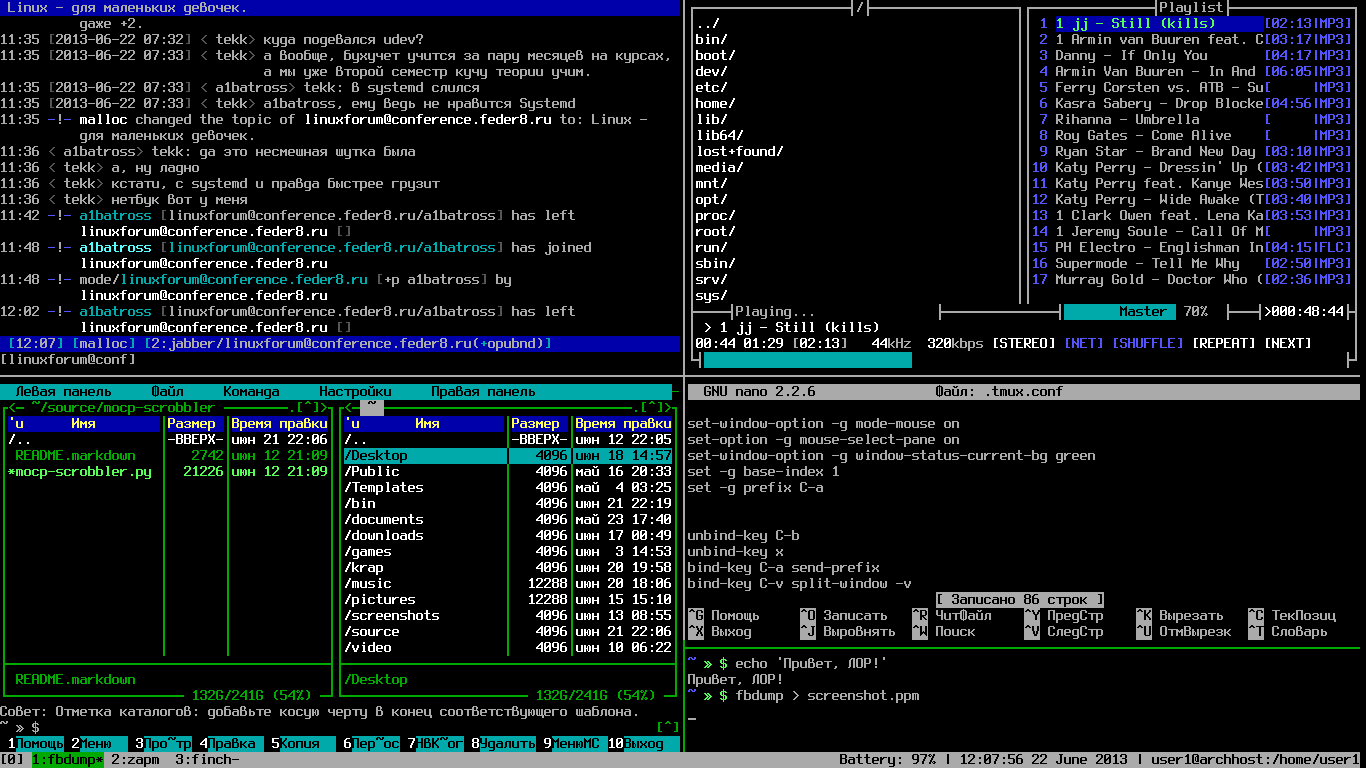 Linux – для маленьких девочек.
даже +2.
11:35 [2013-06-22 07:32] < tekk> куда подевался udev?
11:35 [2013-06-22 07:33] < tekk> а вообще, бухучет учится за пару месяцев на курсах,
а мы уже второй семестр кучу теории учим.
11:35 [2013-06-22 07:33] < a1batross> tekk: в systemd слился
11:35 [2013-06-22 07:33] < tekk> a1batross, ему ведь не нравится Systemd
11:35 -!- malloc changed the topic of linuxforum@conference.feder8.ru to: Linux –
для маленьких девочек.
11:36 < a1batross> tekk: да это несмешная шутка была
11:36 < tekk> а, ну ладно
11:36 < tekk> кстати, с systemd и правда быстрее грузит
11:36 < tekk> нетбук вот у меня
11:42 -!- a1batross [linuxforum@conference.feder8.ru/a1batross] has left
linuxforum@conference.feder8.ru []
11:48 -!- a1batross [linuxforum@conference.feder8.ru/a1batross] has joined
linuxforum@conference.feder8.ru
11:48 -!- mode/linuxforum@conference.feder8.ru [+p a1batross] by
linuxforum@conference.feder8.ru
12:02 -!- a1batross [linuxforum@conference.feder8.ru/a1batross] has left
linuxforum@conference.feder8.ru []
[12:07] [malloc] [2:jabber/linuxforum@conference.feder8.ru(+opubnd)]
[linuxforum@conf]
/
../
bin/
boot/
dev/
etc/
home/
lib/
lib64/
lost+found/
media/
mnt/
opt/
proc/
root/
run/
sbin/
srv/
sys/
Playlist
1 1 jj – Still (kills) [02:13|MP3]
2 1 Armin van Buuren feat. C[03:17|MP3]
3 Danny – If Only You [04:17|MP3]
4 Armin Van Buuren – In And [06:05|MP3]
5 Ferry Corsten vs. ATB – Su[ |MP3]
6 Kasra Sabery – Drop Blocke[04:56|MP3]
7 Rihanna – Umbrella [ |MP3]
8 Roy Gates – Come Alive [ |MP3]
9 Ryan Star – Brand New Day [03:10|MP3]
10 Katy Perry – Dressin' Up ([03:42|MP3]
11 Katy Perry feat. Kanye Wes[03:50|MP3]
12 Katy Perry – Wide Awake (T[03:40|MP3]
13 1 Clark Owen feat. Lena Ka[03:53|MP3]
14 1 Jeremy Soule – Call Of M[ |MP3]
15 PH Electro – Englishman In[04:15|FLC]
16 Supermode – Tell Me Why [02:50|MP3]
17 Murray Gold – Doctor Who ([02:36|MP3]
Playing... Master 70% >000:48:44
> 1 jj – Still (kills)
00:44 01:29 [02:13] 44kHz 320kbps [STEREO] [NET] [SHUFFLE] [REPEAT] [NEXT]
Левая панель Файл Команда Настройки Правая панель
<– ~/source/mocp-scrobbler .[^]>
'и Имя Размер Время правки
/.. –ВВЕРХ– июн 21 22:06
README.markdown 2742 июн 12 21:09
*mocp-scrobbler.py 21226 июн 12 21:09
README.markdown
132G/241G (54%)
<– ~ .[^]>
'и Имя Размер Время правки
/.. –ВВЕРХ– июн 12 22:05
/Desktop 4096 июн 18 14:57
/Public 4096 май 16 20:33
/Templates 4096 май 4 03:25
/bin 4096 июн 21 22:19
/documents 4096 май 23 17:40
/downloads 4096 июн 17 00:49
/games 4096 июн 3 14:53
/krap 4096 июн 20 19:58
/music 12288 июн 20 18:06
/pictures 12288 июн 15 15:10
/screenshots 4096 июн 13 08:55
/source 4096 июн 21 22:06
/video 4096 июн 10 06:22
/Desktop
132G/241G (54%)
Совет: Отметка каталогов: добавьте косую черту в конец соответствующего шаблона.
~ » $ [^]
1Помощь 2Меню 3Про~тр 4Правка 5Копия 6Пер~ос 7НВК~ог 8Удалить 9МенюMC 10Выход
GNU nano 2.2.6 Файл: .tmux.conf
set-window-option -g mode-mouse on
set-option -g mouse-select-pane on
set-window-option -g window-status-current-bg green
set -g base-index 1
set -g prefix C-a
unbind-key C-b
unbind-key x
bind-key C-a send-prefix
bind-key C-v split-window -v
[ Записано 86 строк ]
^G Помощь ^O Записать ^R ЧитФайл ^Y ПредСтр ^K Вырезать ^C ТекПозиц
^X Выход ^J Выровнять ^W Поиск ^V СледСтр ^U ОтмВырезк ^T Словарь
~ » $ echo 'Привет, ЛОР!'
Привет, ЛОР!
~ » $ fbdump > screenshot.ppm
[0] 1:fbdump* 2:zapm 3:finch- Battery: 97% | 12:07:56 22 June 2013 | user1@archhost:/home/user1